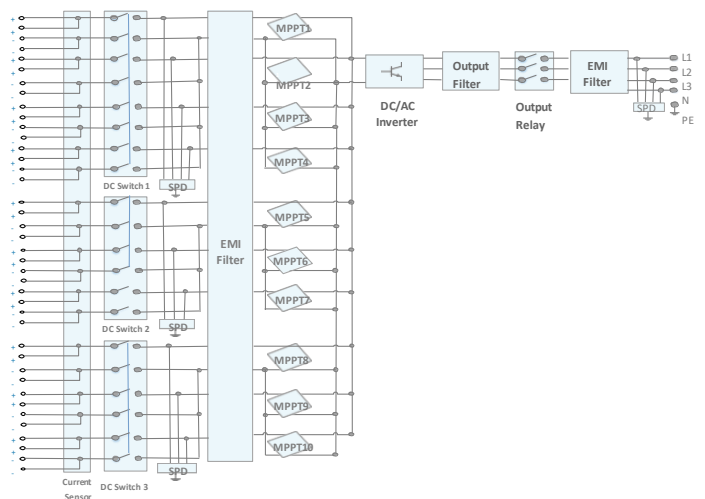 MPPT1
MPPT2
MPPT3
MPPT4
MPPT5
MPPT6
MPPT7
MPPT8
MPPT9
MPPT10
DC Switch 1
DC Switch 2
DC Switch 3
SPD
SPD
SPD
Current
Sensor
EMI
Filter
DC/AC
Inverter
Output
Filter
Output
Relay
EMI
Filter
SPD
L1
L2
L3
N
PE